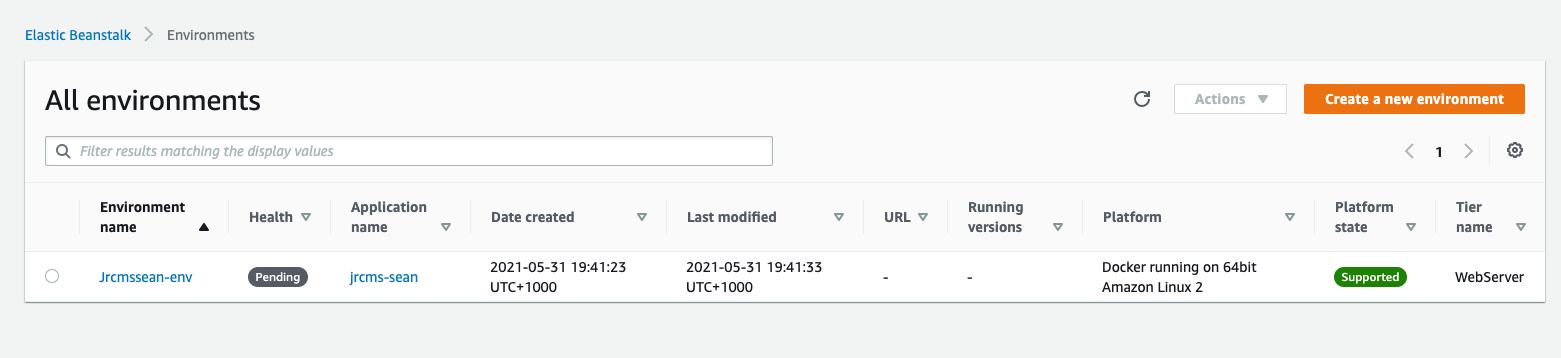 Elastic Beanstalk > Environments
All environments
Actions
Create a new environment
Filter results matching the display values
1
Environment name
Health
Application name
Date created
Last modified
URL
Running versions
Platform
Platform state
Tier name
Jrcmssean-env
Pending
jrcms-sean
2021-05-31 19:41:23
UTC+1000
2021-05-31 19:41:33
UTC+1000
-
-
Docker running on 64bit
Amazon Linux 2
Supported
WebServer